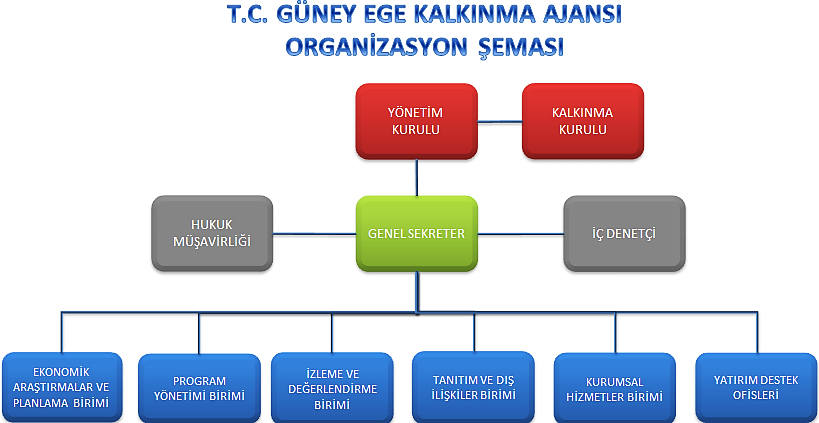 T.C. GÜNEY EGE KALKINMA AJANSI
ORGANİZASYON ŞEMASI
YÖNETİM
KURULU
KALKINMA
KURULU
HUKUK
MÜŞAVİRLİĞİ
GENEL SEKRETER
İÇ DENETÇİ
EKONOMİK
ARAŞTIRMALAR VE
PLANLAMA BİRİMİ
PROGRAM
YÖNETİMİ BİRİMİ
İZLEME VE
DEĞERLENDİRME
BİRİMİ
TANITIM VE DIŞ
İLİŞKİLER BİRİMİ
KURUMSAL
HİZMETLER BİRİMİ
YATIRIM DESTEK
OFİSLERİ